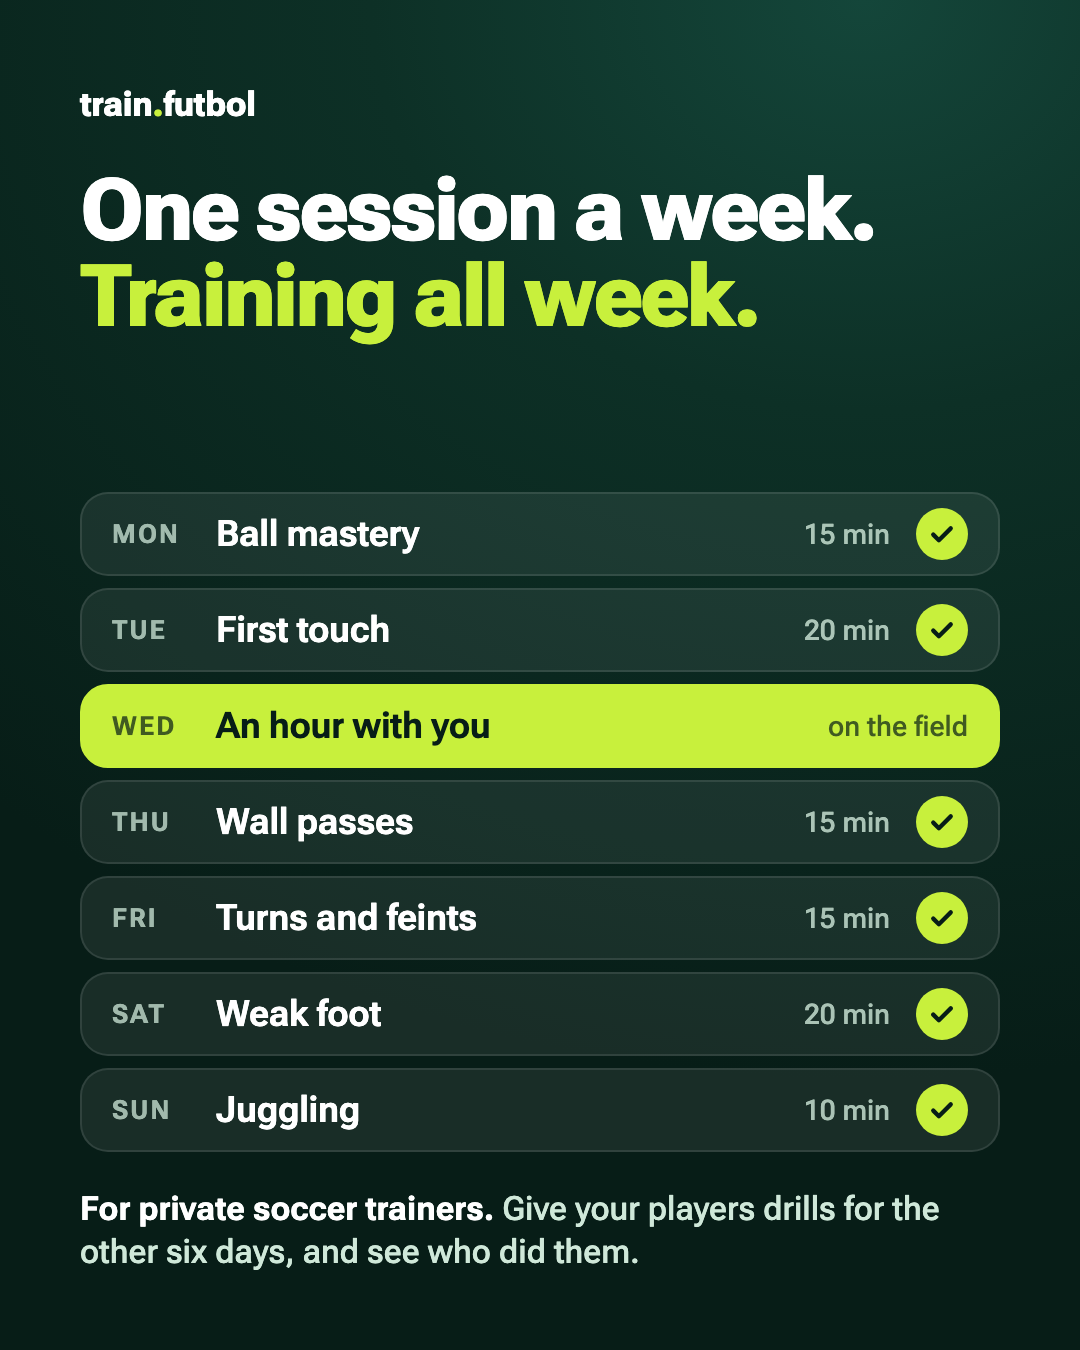 train.futbol
One session a week.
Training all week.
MON Ball mastery 15 min
TUE First touch 20 min
WED An hour with you on the field
THU Wall passes 15 min
FRI Turns and feints 15 min
SAT Weak foot 20 min
SUN Juggling 10 min
For private soccer trainers. Give your players drills for the
other six days, and see who did them.